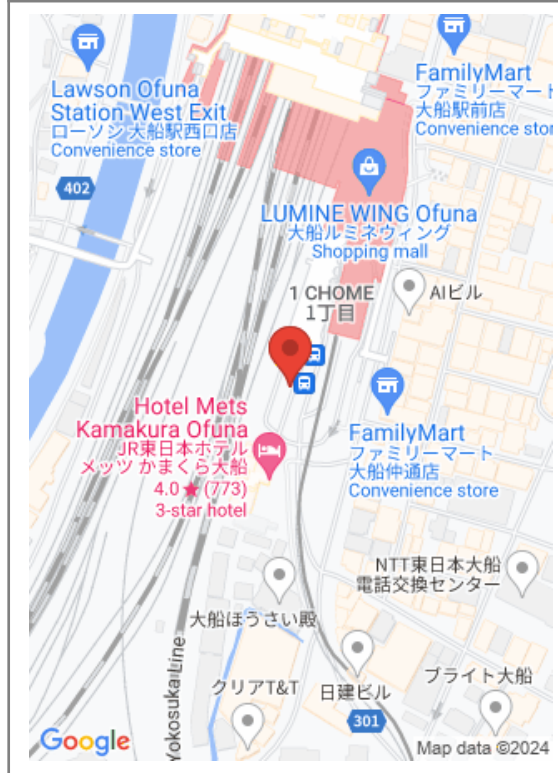 Lawson Ofuna
Station West Exit
ローソン 大船駅西口店
Convenience store
FamilyMart
ファミリーマート
大船駅前店
Convenience store
402
LUMINE WING Ofuna
大船ルミネウィング
Shopping mall
1 CHOME
1丁目
AIビル
Hotel Mets
Kamakura Ofuna
JR東日本ホテル
メッツ かまくら大船
4.0★(773)
3-star hotel
FamilyMart
ファミリーマート
大船仲通店
Convenience store
NTT東日本大船
電話交換センター
大船ほうさい殿
Yokosuka Line
クリアT&T
日建ビル
ブライト大船
301
Google
Map data ©2024